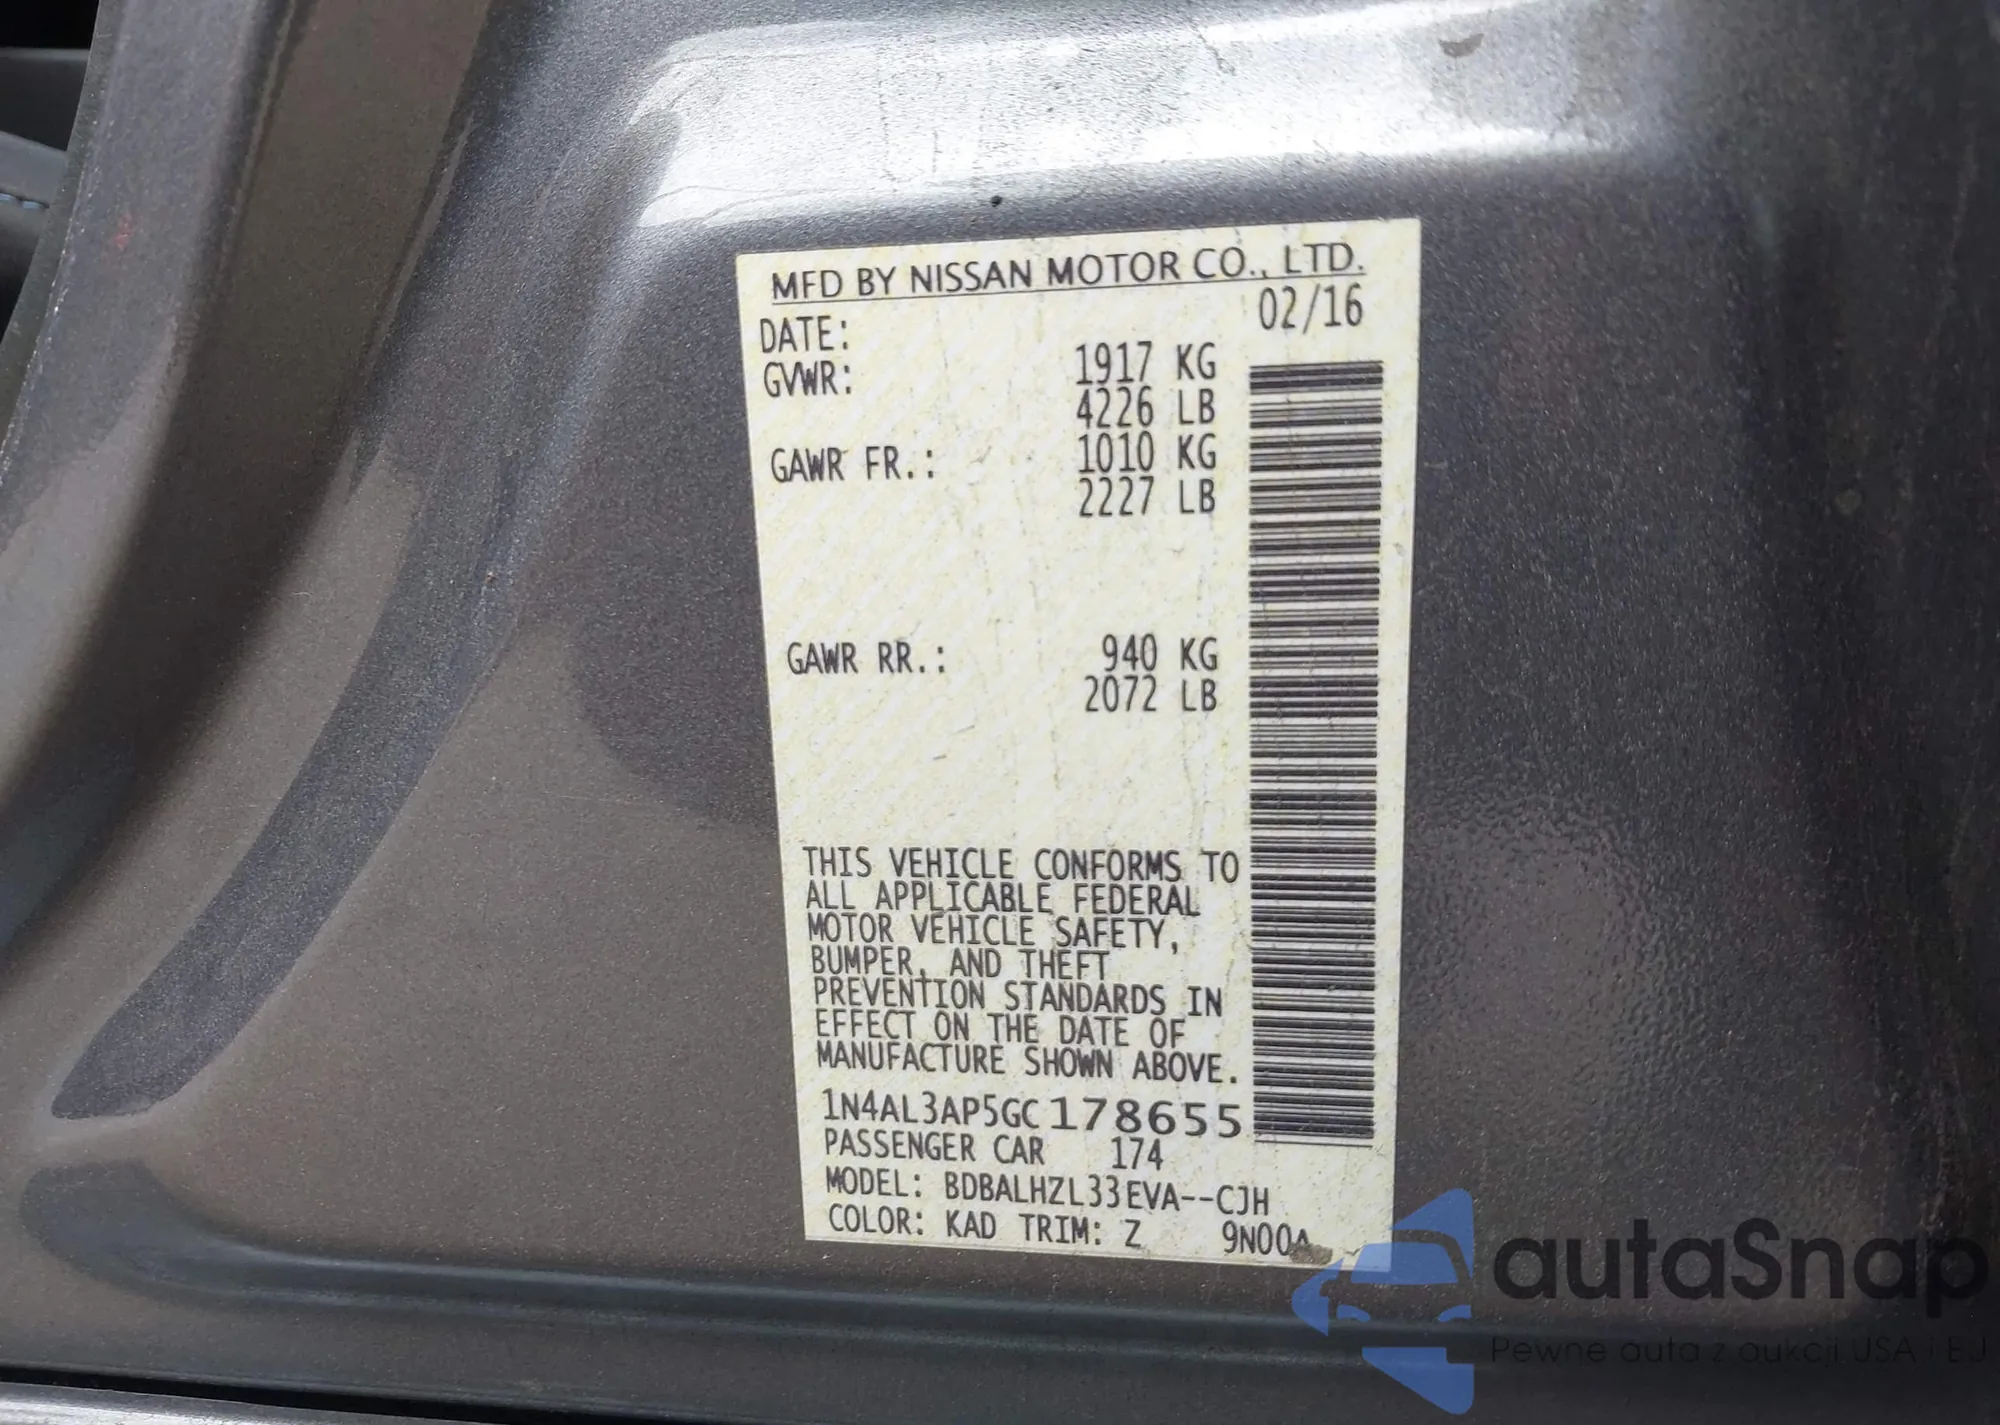 MFD BY NISSAN MOTOR CO., LTD.
DATE: 02/16
GVWR: 1917 KG
4226 LB
GAWR FR.: 1010 KG
2227 LB
GAWR RR.: 940 KG
2072 LB
THIS VEHICLE CONFORMS TO
ALL APPLICABLE FEDERAL
MOTOR VEHICLE SAFETY,
BUMPER, AND THEFT
PREVENTION STANDARDS IN
EFFECT ON THE DATE OF
MANUFACTURE SHOWN ABOVE.
1N4AL3AP5GC178655
PASSENGER CAR 174
MODEL: BDBALHZL33EVA--CJH
COLOR: KAD TRIM: Z 9N00A
autaSnap
Pewne auta z aukcji USA i EJ